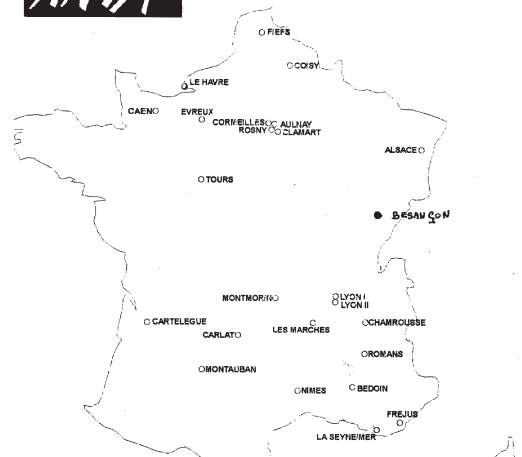 FIEFS
COISY
LE HAVRE
CAEN
EVREUX
CORMEILLES
AULNAY
ROSNY
CLAMART
ALSACE
TOURS
BESANÇON
MONTMORIN
LYON I
LYON II
CARTELEGUE
LES MARCHES
CHAMROUSSE
CARLAT
ROMANS
MONTAUBAN
NIMES
BEDOIN
FREJUS
LA SEYNE/MER